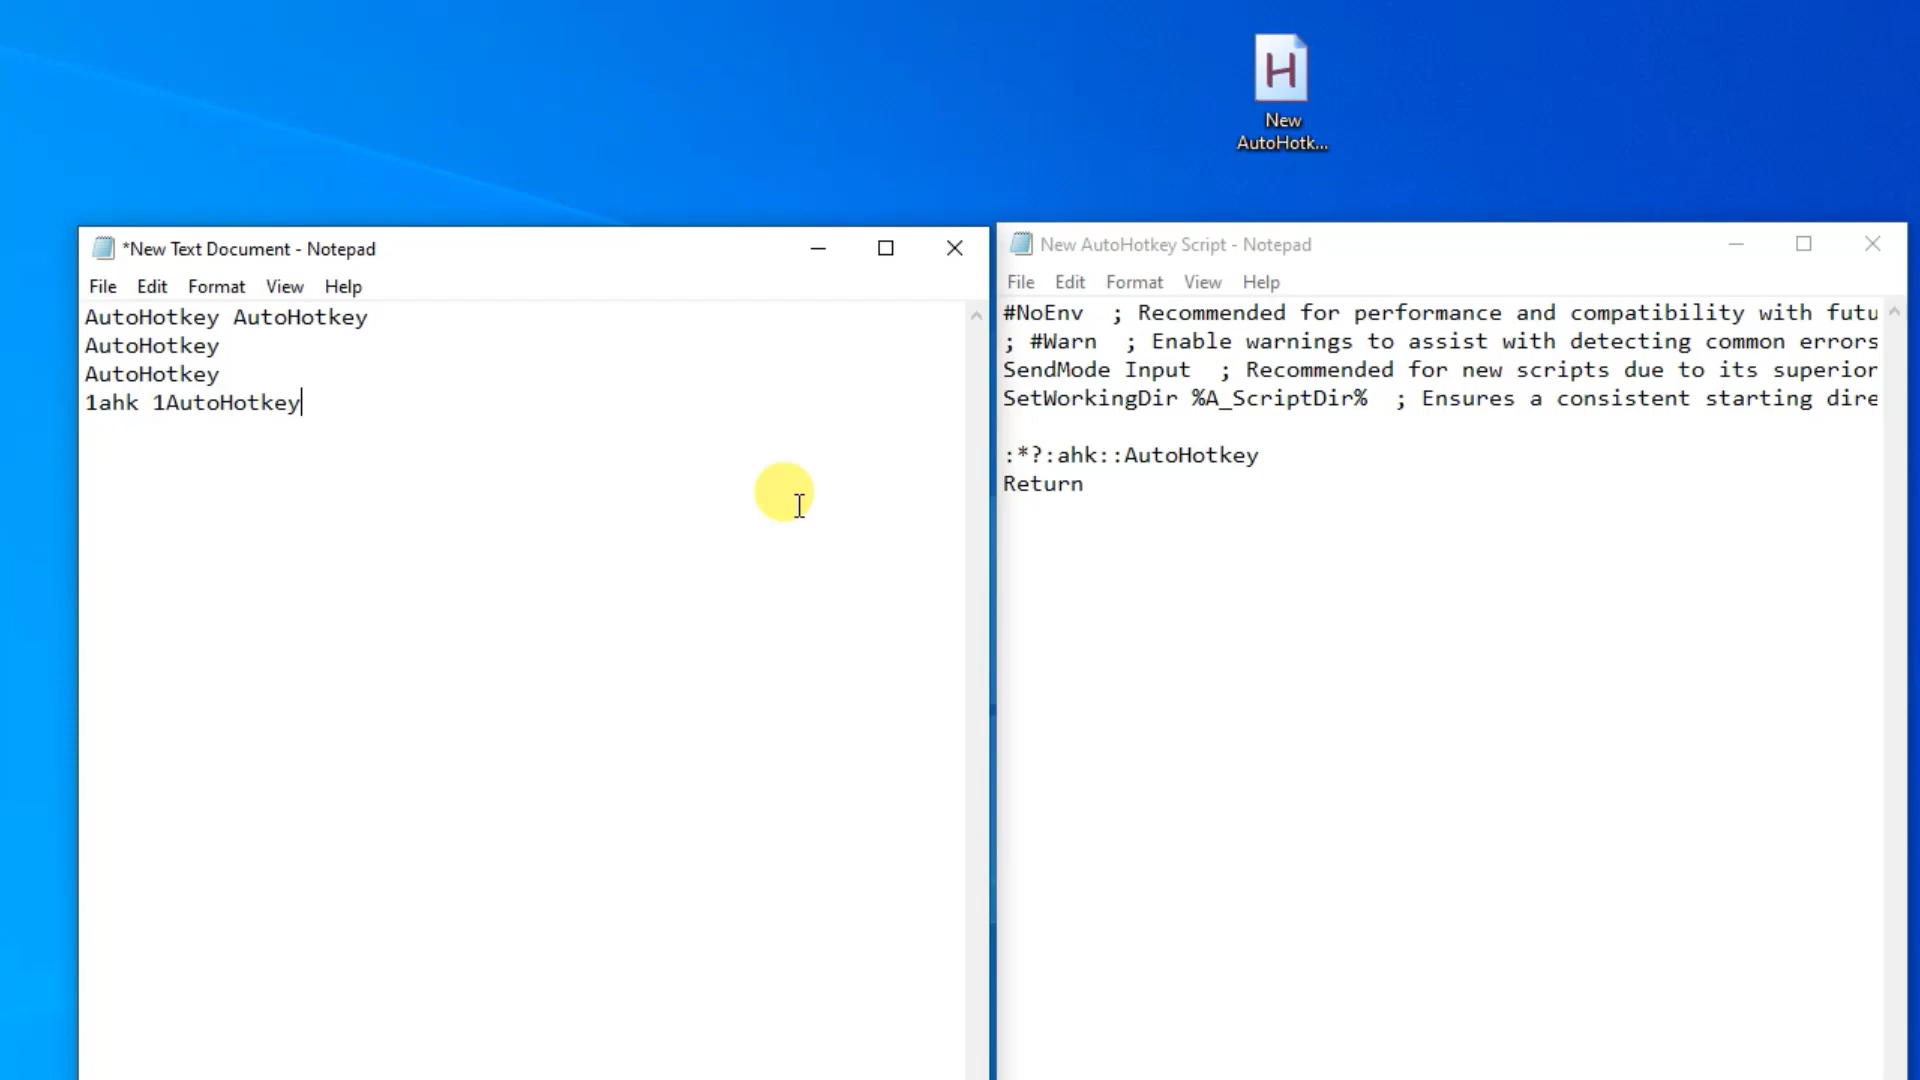 H
New
AutoHotk...
*New Text Document - Notepad
File Edit Format View Help
AutoHotkey AutoHotkey
AutoHotkey
AutoHotkey
1ahk 1AutoHotkey
New AutoHotkey Script - Notepad
File Edit Format View Help
#NoEnv  ; Recommended for performance and compatibility with futu
; #Warn  ; Enable warnings to assist with detecting common errors
SendMode Input  ; Recommended for new scripts due to its superior
SetWorkingDir %A_ScriptDir%  ; Ensures a consistent starting dire
:*?:ahk::AutoHotkey
Return